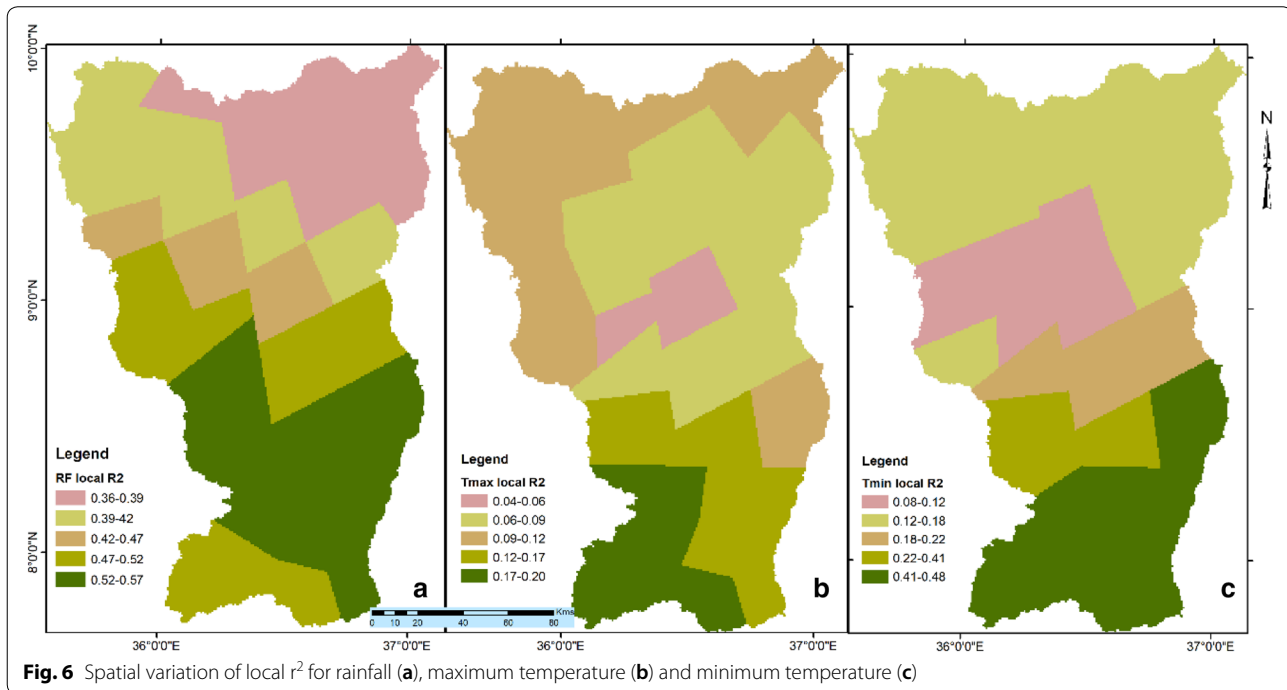 10°0'0"N
9°0'0"N
8°0'0"N
Legend
RF local R2
0.36-0.39
0.39-42
0.42-0.47
0.47-0.52
0.52-0.57
a
36°0'0"E
37°0'0"E
Legend
Tmax local R2
0.04-0.06
0.06-0.09
0.09-0.12
0.12-0.17
0.17-0.20
b
Kms
0 10 20 40 60 80
36°0'0"E
37°0'0"E
N
Legend
Tmin local R2
0.08-0.12
0.12-0.18
0.18-0.22
0.22-0.41
0.41-0.48
c
36°0'0"E
37°0'0"E
Fig. 6 Spatial variation of local r² for rainfall (a), maximum temperature (b) and minimum temperature (c)